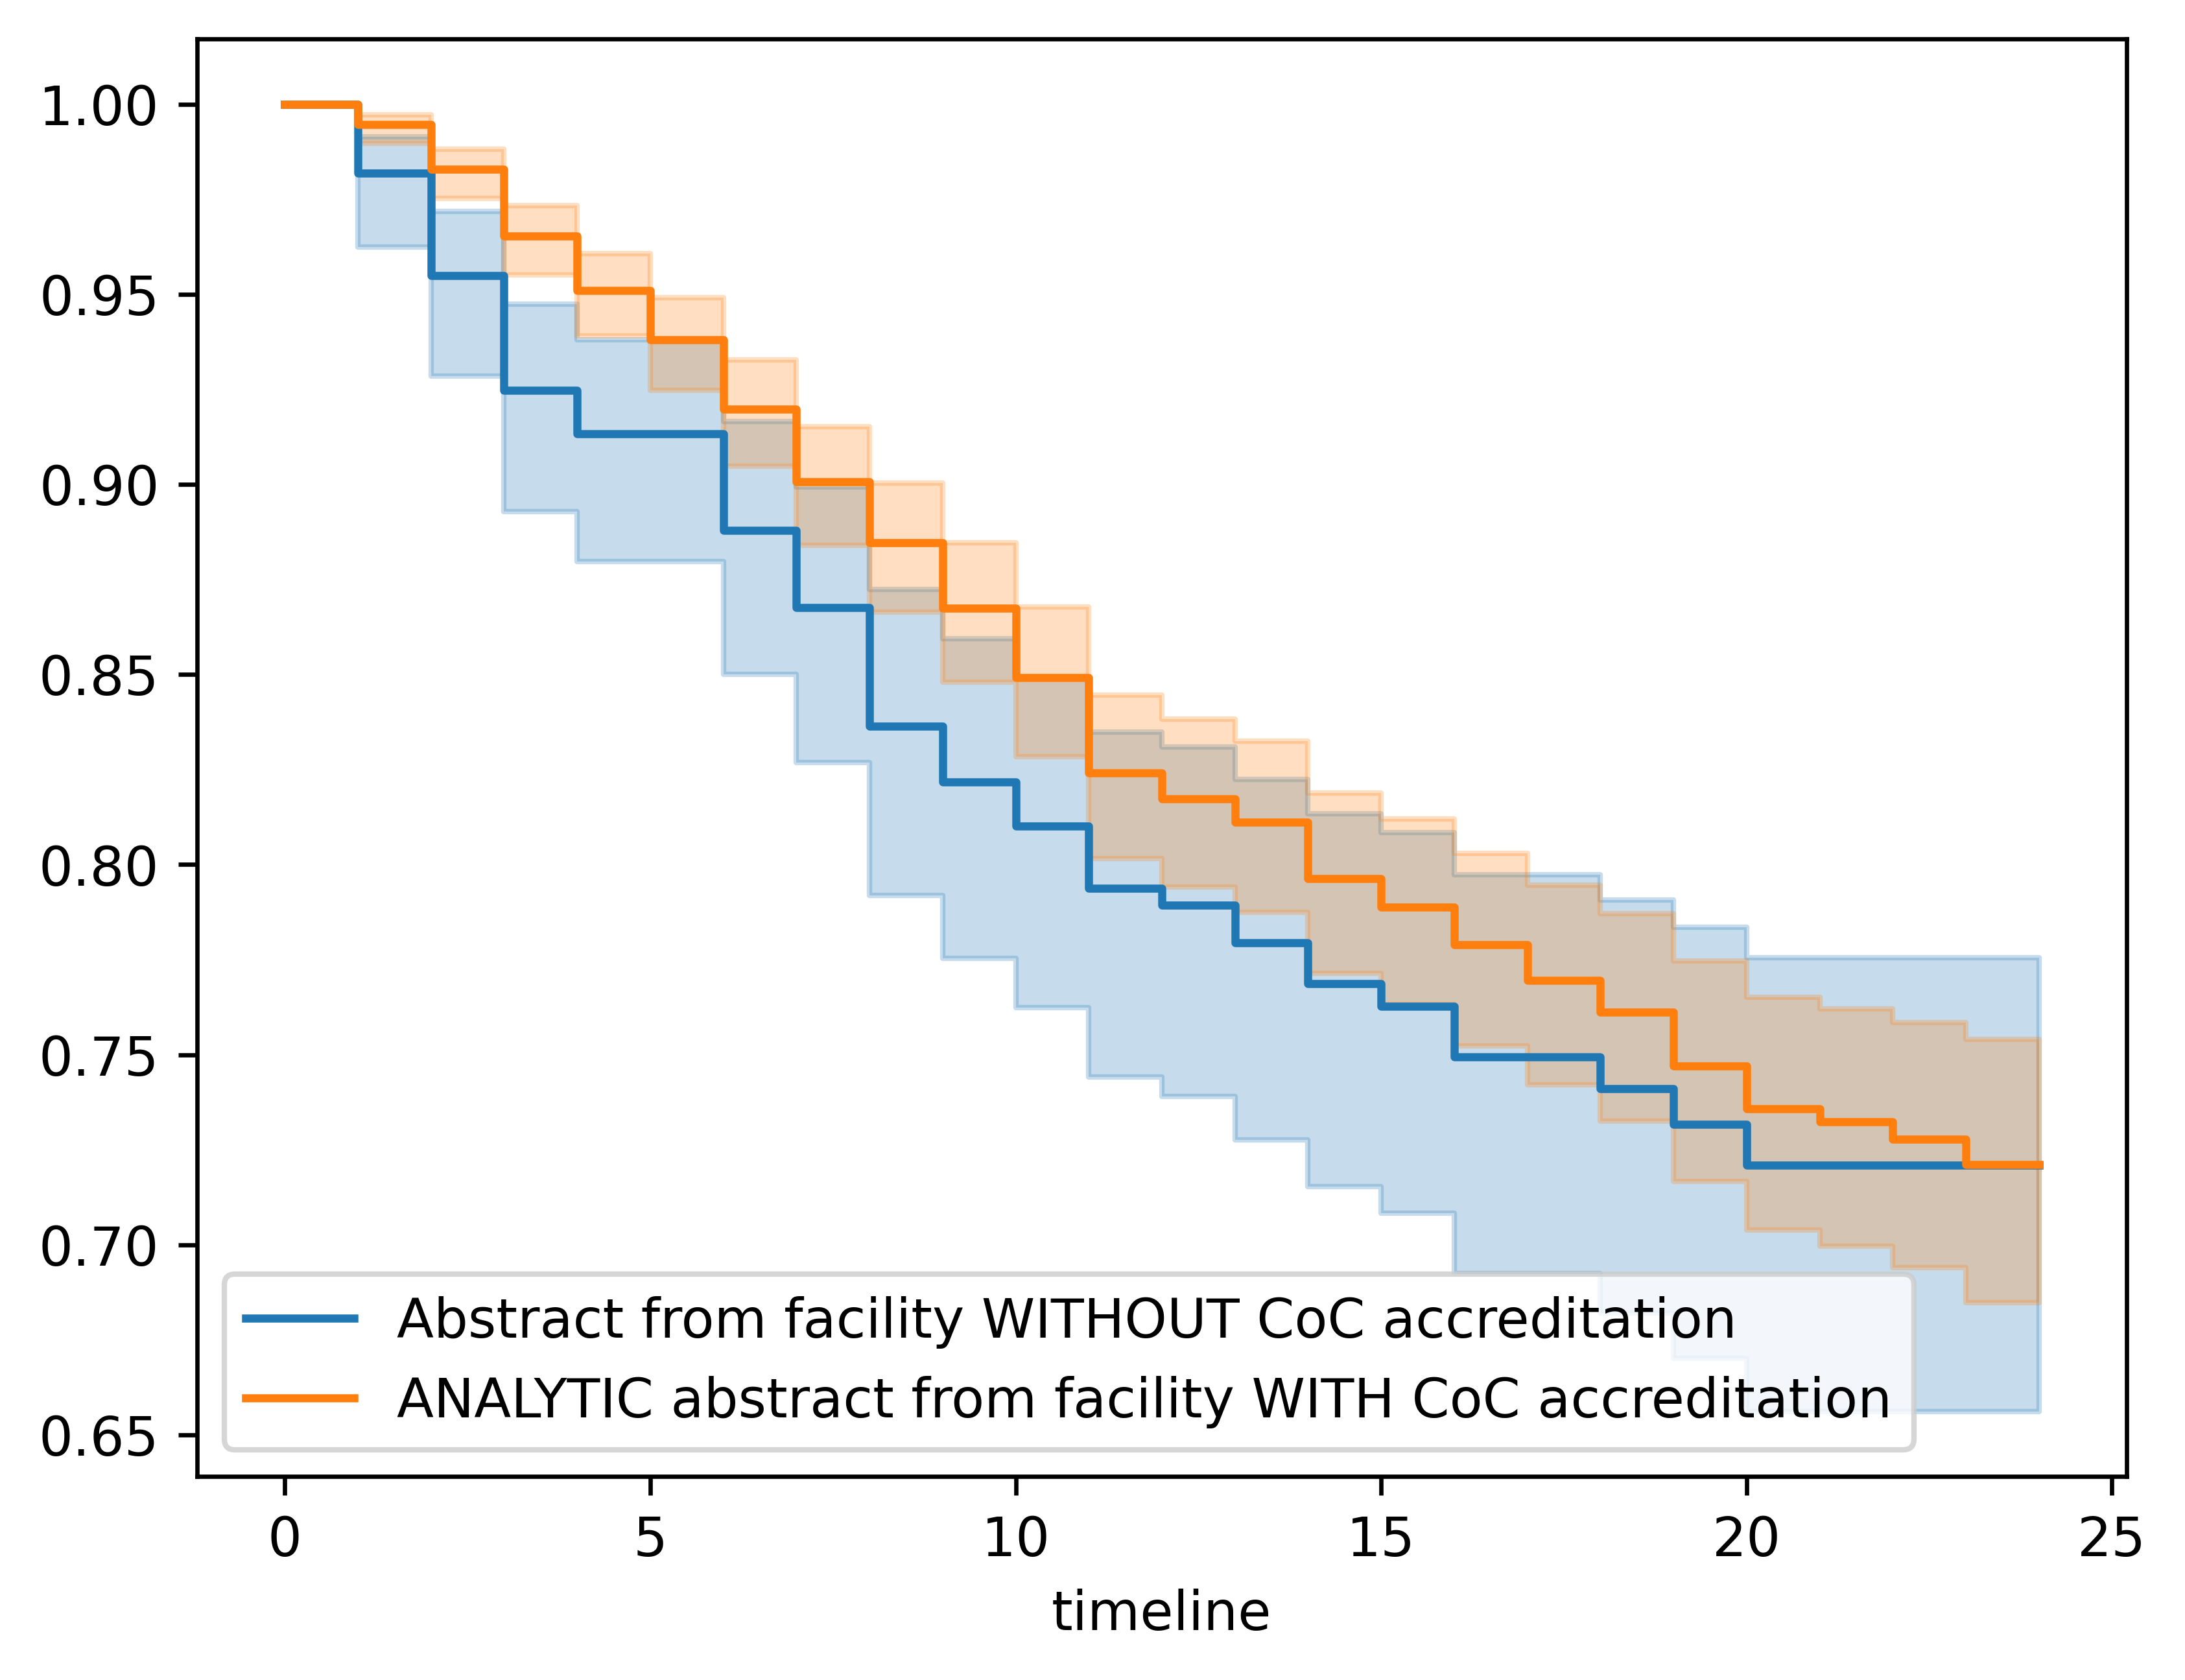 1.00
0.95
0.90
0.85
0.80
0.75
0.70
0.65
Abstract from facility WITHOUT CoC accreditation
ANALYTIC abstract from facility WITH CoC accreditation
0 5 10 15 20 25
timeline